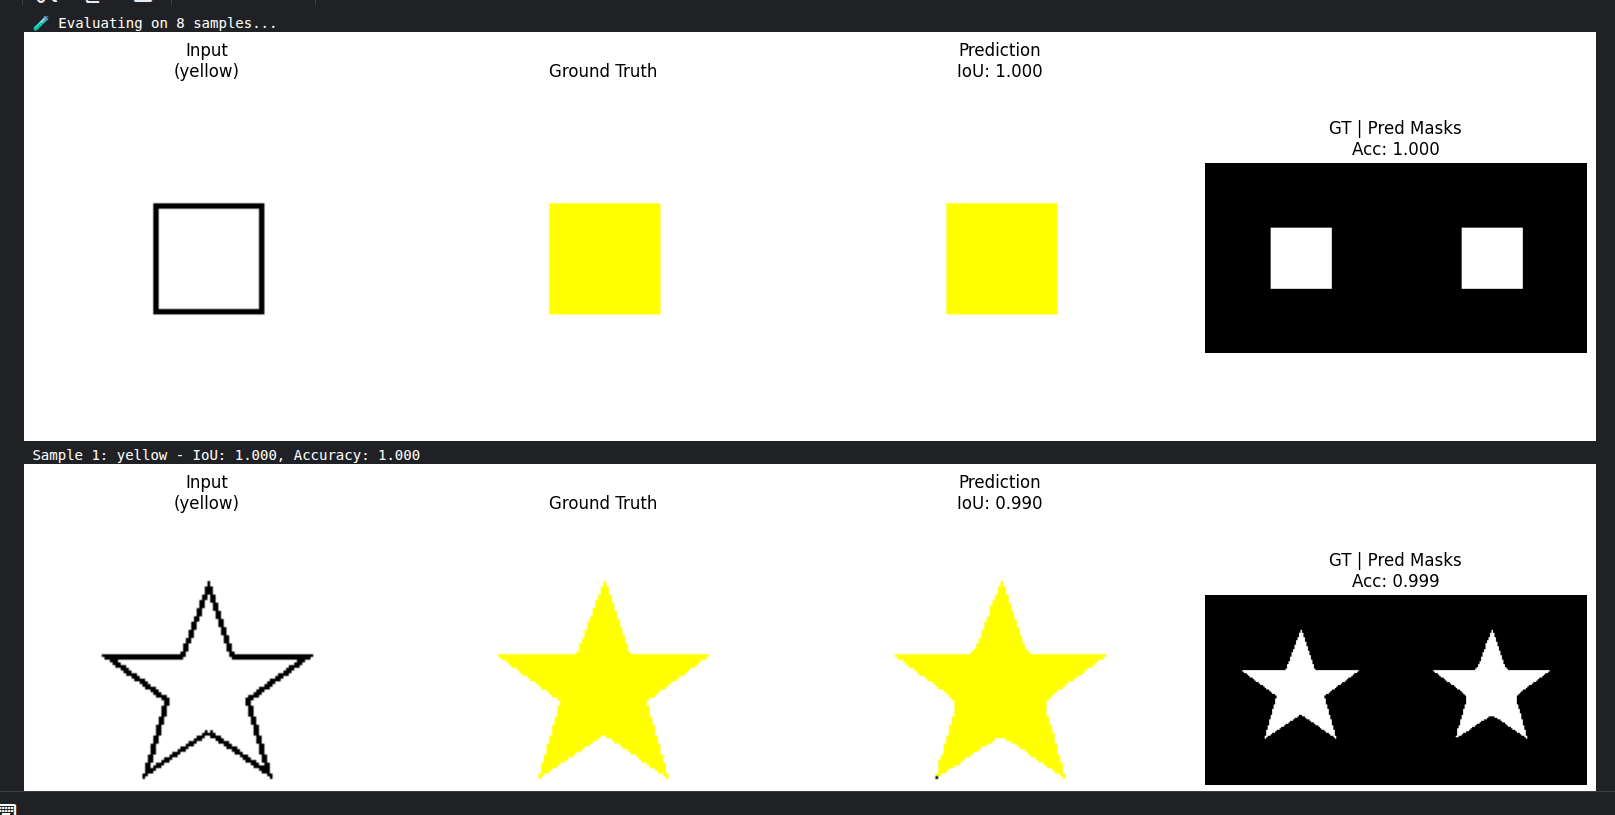 🧪 Evaluating on 8 samples...
Input
(yellow)
Ground Truth
Prediction
IoU: 1.000
GT | Pred Masks
Acc: 1.000
Sample 1: yellow - IoU: 1.000, Accuracy: 1.000
Input
(yellow)
Ground Truth
Prediction
IoU: 0.990
GT | Pred Masks
Acc: 0.999